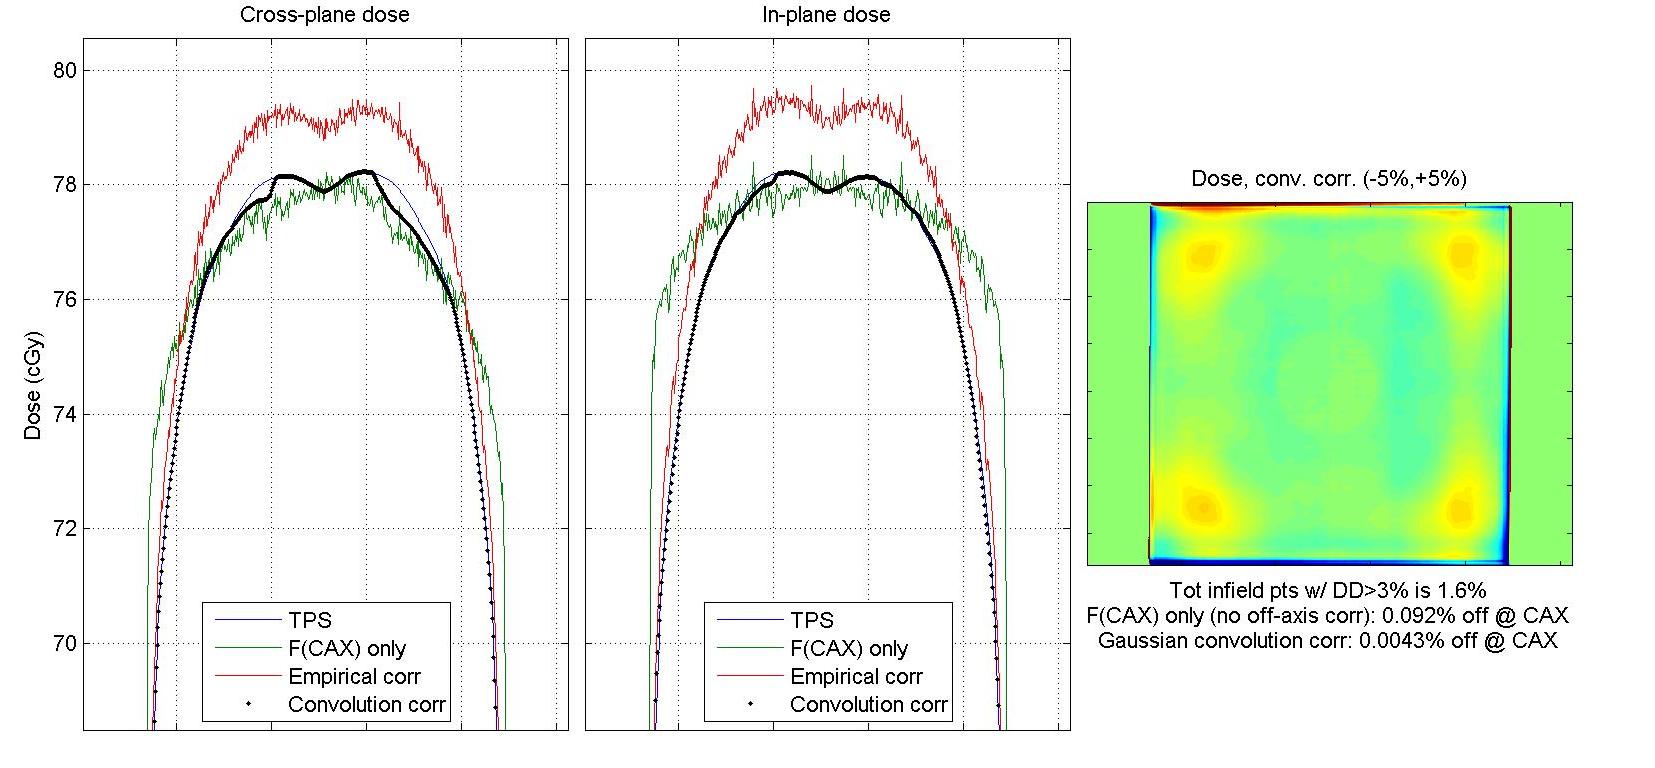 Cross-plane dose
In-plane dose
80
78
76
74
72
70
Dose (cGy)
TPS
F(CAX) only
Empirical corr
Convolution corr
TPS
F(CAX) only
Empirical corr
Convolution corr
Dose, conv. corr. (-5%,+5%)
Tot infield pts w/ DD>3% is 1.6%
F(CAX) only (no off-axis corr): 0.092% off @ CAX
Gaussian convolution corr: 0.0043% off @ CAX